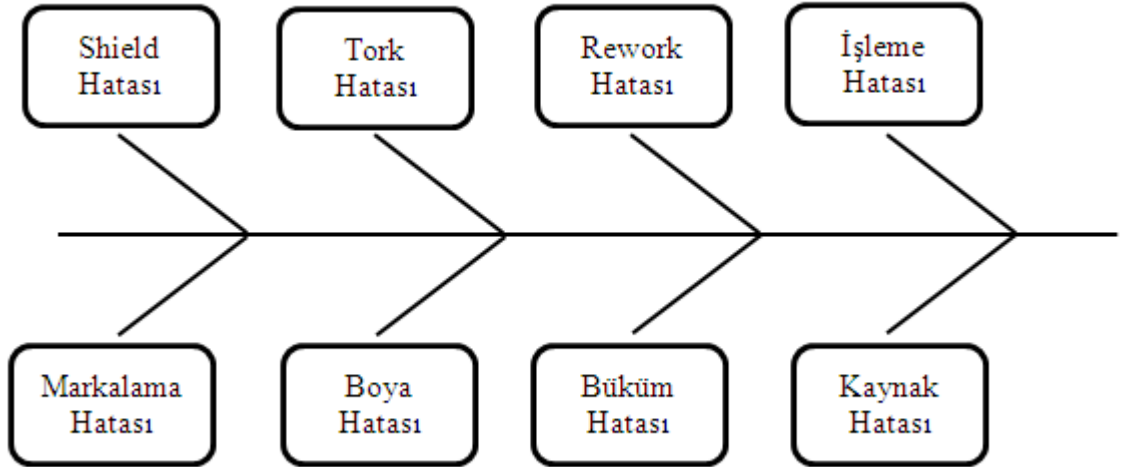 Shield
Hatası
Tork
Hatası
Rework
Hatası
İşleme
Hatası
Markalama
Hatası
Boya
Hatası
Büküm
Hatası
Kaynak
Hatası